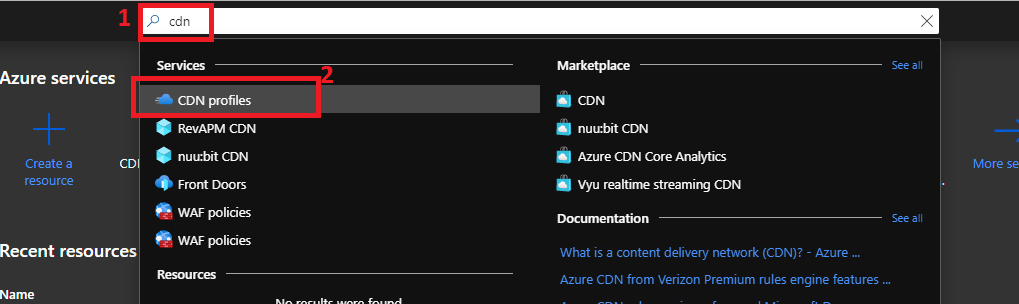 1
cdn
Azure services
Create a
resource
CD
More se
Recent resources
Name
Services
2
CDN profiles
RevAPM CDN
nuu:bit CDN
Front Doors
WAF policies
WAF policies
Resources
No results were found
Marketplace
See all
CDN
nuu:bit CDN
Azure CDN Core Analytics
Vyu realtime streaming CDN
Documentation
See all
What is a content delivery network (CDN)? - Azure ...
Azure CDN from Verizon Premium rules engine features ...